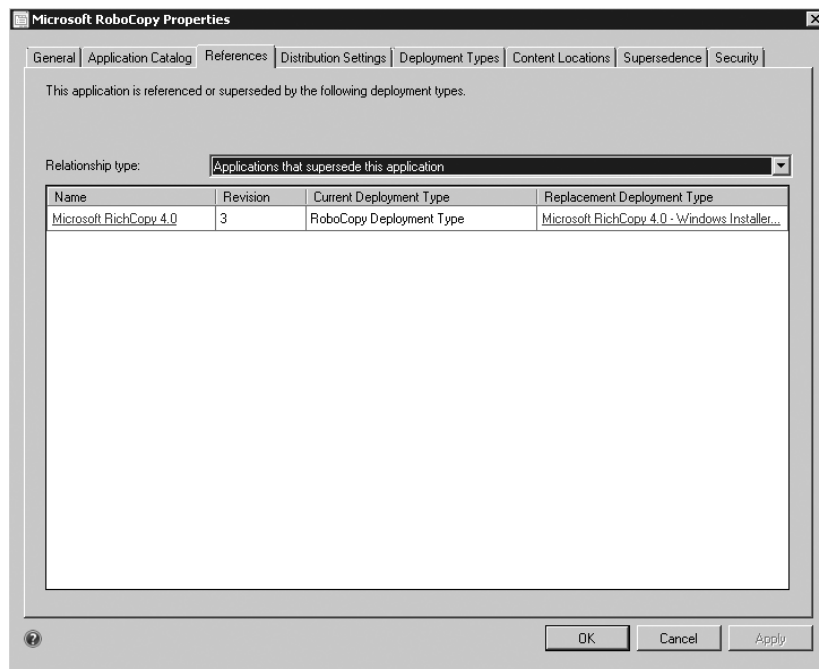 Microsoft RoboCopy Properties
General Application Catalog References Distribution Settings Deployment Types Content Locations Supersedence Security
This application is referenced or superseded by the following deployment types.
Relationship type: Applications that supersede this application
Name Revision Current Deployment Type Replacement Deployment Type
Microsoft RichCopy 4.0 3 RoboCopy Deployment Type Microsoft RichCopy 4.0 - Windows Installer...
OK Cancel Apply